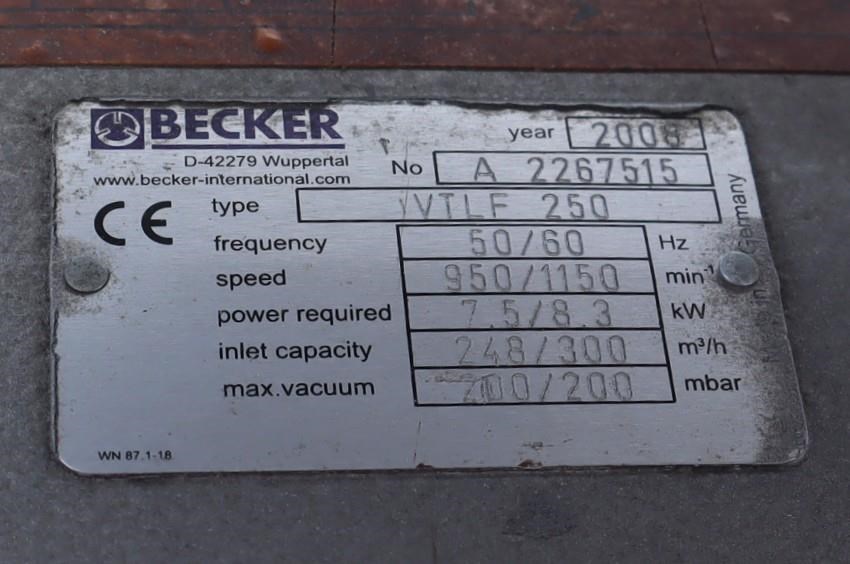 BECKER
D-42279 Wuppertal
www.becker-international.com
year 2008
No A 2267515
type VTLF 250
frequency 50/60 Hz
speed 950/1150 min⁻¹
power required 7.5/8.3 kW
inlet capacity 248/300 m³/h
max.vacuum 200/200 mbar
CE
WN 87.1-18
in Germany